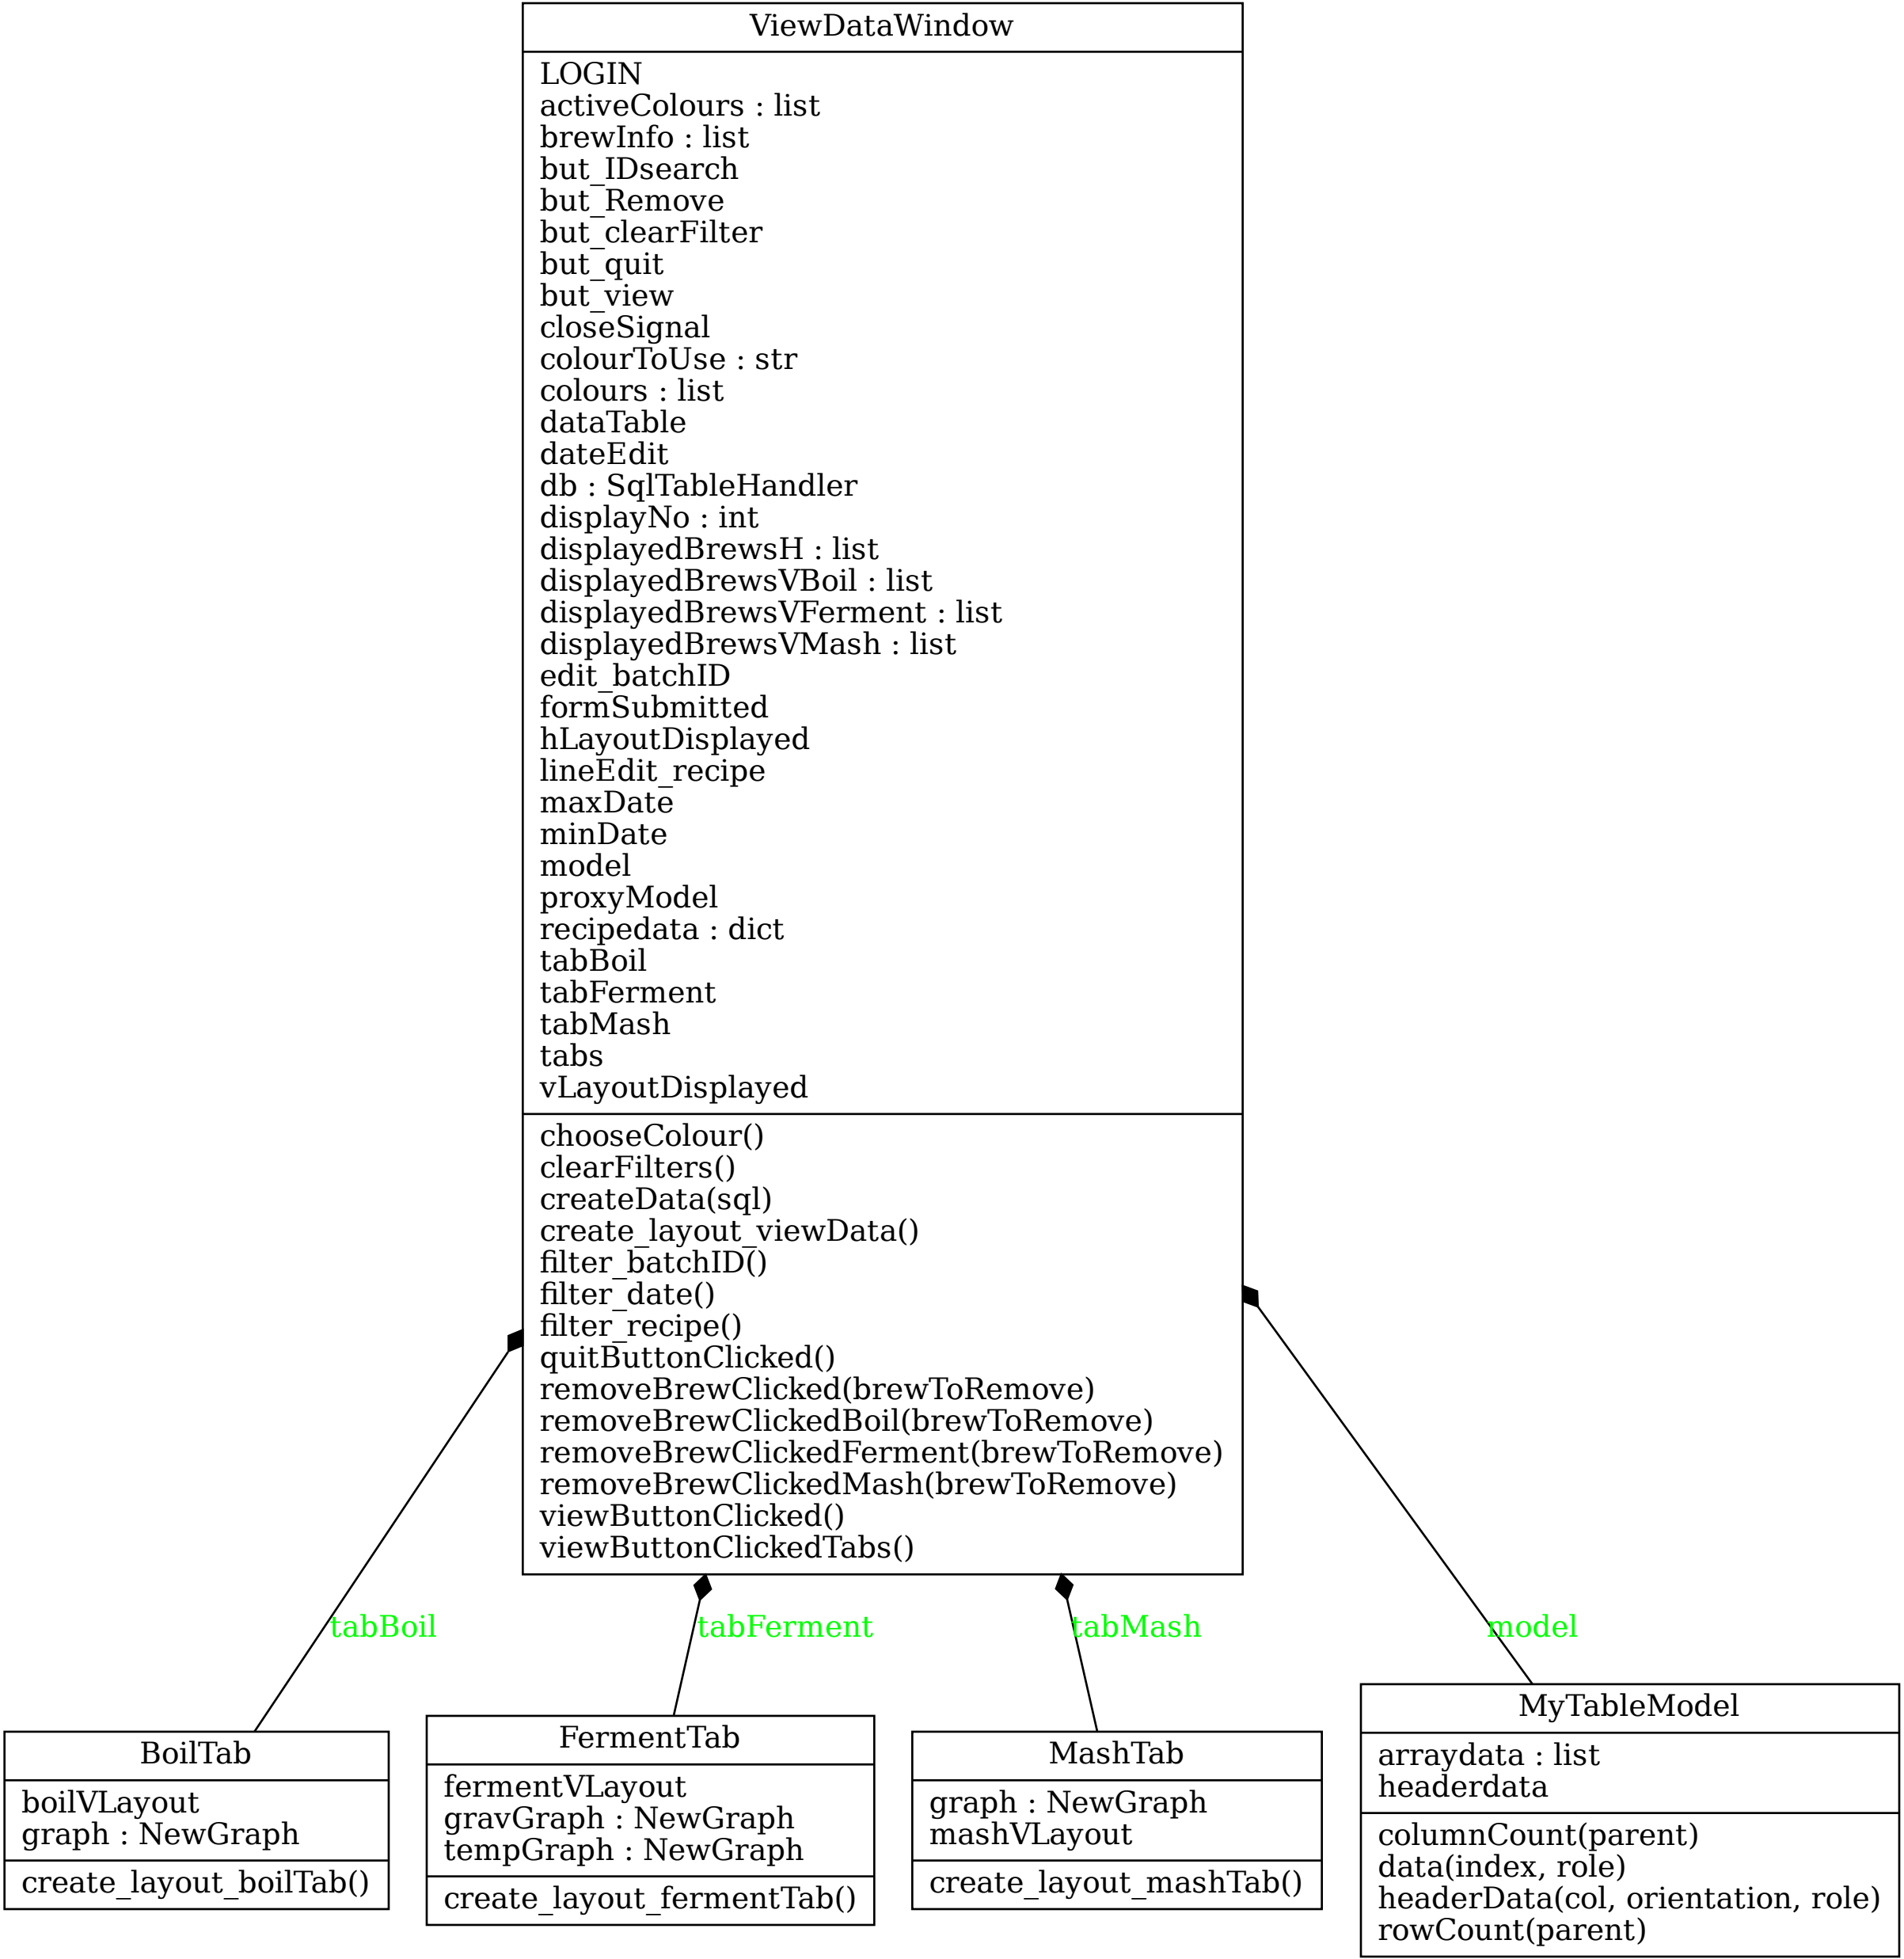 ViewDataWindow
LOGIN
activeColours : list
brewInfo : list
but_IDsearch
but_Remove
but_clearFilter
but_quit
but_view
closeSignal
colourToUse : str
colours : list
dataTable
dateEdit
db : SqlTableHandler
displayNo : int
displayedBrewsH : list
displayedBrewsVBoil : list
displayedBrewsVFerment : list
displayedBrewsVMash : list
edit_batchID
formSubmitted
hLayoutDisplayed
lineEdit_recipe
maxDate
minDate
model
proxyModel
recipedata : dict
tabBoil
tabFerment
tabMash
tabs
vLayoutDisplayed
chooseColour()
clearFilters()
createData(sql)
create_layout_viewData()
filter_batchID()
filter_date()
filter_recipe()
quitButtonClicked()
removeBrewClicked(brewToRemove)
removeBrewClickedBoil(brewToRemove)
removeBrewClickedFerment(brewToRemove)
removeBrewClickedMash(brewToRemove)
viewButtonClicked()
viewButtonClickedTabs()
tabBoil
tabFerment
tabMash
model
BoilTab
boilVLayout
graph : NewGraph
create_layout_boilTab()
FermentTab
fermentVLayout
gravGraph : NewGraph
tempGraph : NewGraph
create_layout_fermentTab()
MashTab
graph : NewGraph
mashVLayout
create_layout_mashTab()
MyTableModel
arraydata : list
headerdata
columnCount(parent)
data(index, role)
headerData(col, orientation, role)
rowCount(parent)